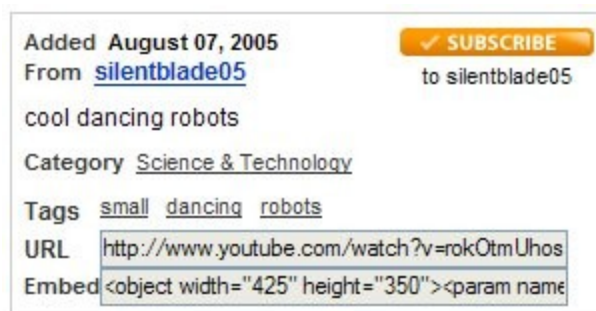 Added August 07, 2005
SUBSCRIBE
From silentblade05
to silentblade05
cool dancing robots
Category Science & Technology
Tags small dancing robots
URL http://www.youtube.com/watch?v=rokOtmUhos
Embed <object width="425" height="350"><param name